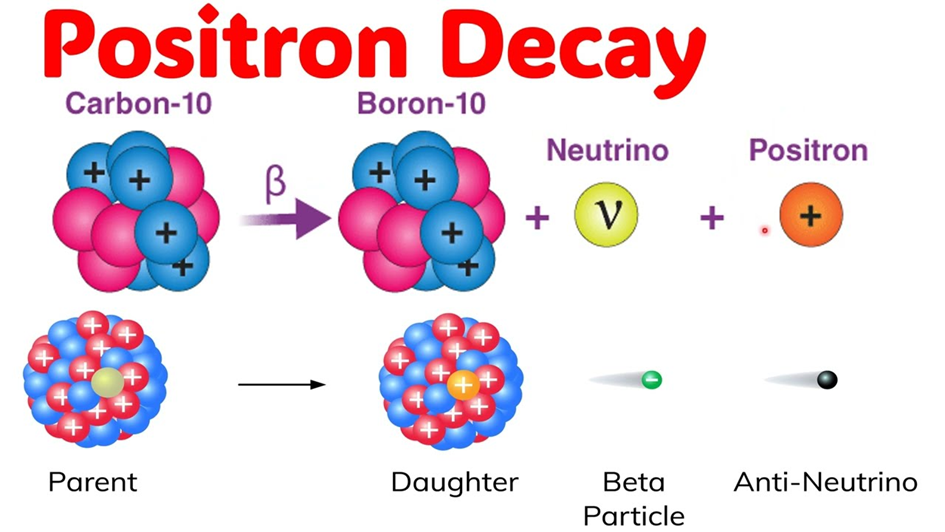 Positron Decay
Carbon-10
Boron-10
Neutrino
Positron
β
+
ν
+
+
+ + + +
+ + + +
+ + + + + + + + + +
+ + + + + + + + + + +
−
Parent
Daughter
Beta
Particle
Anti-Neutrino